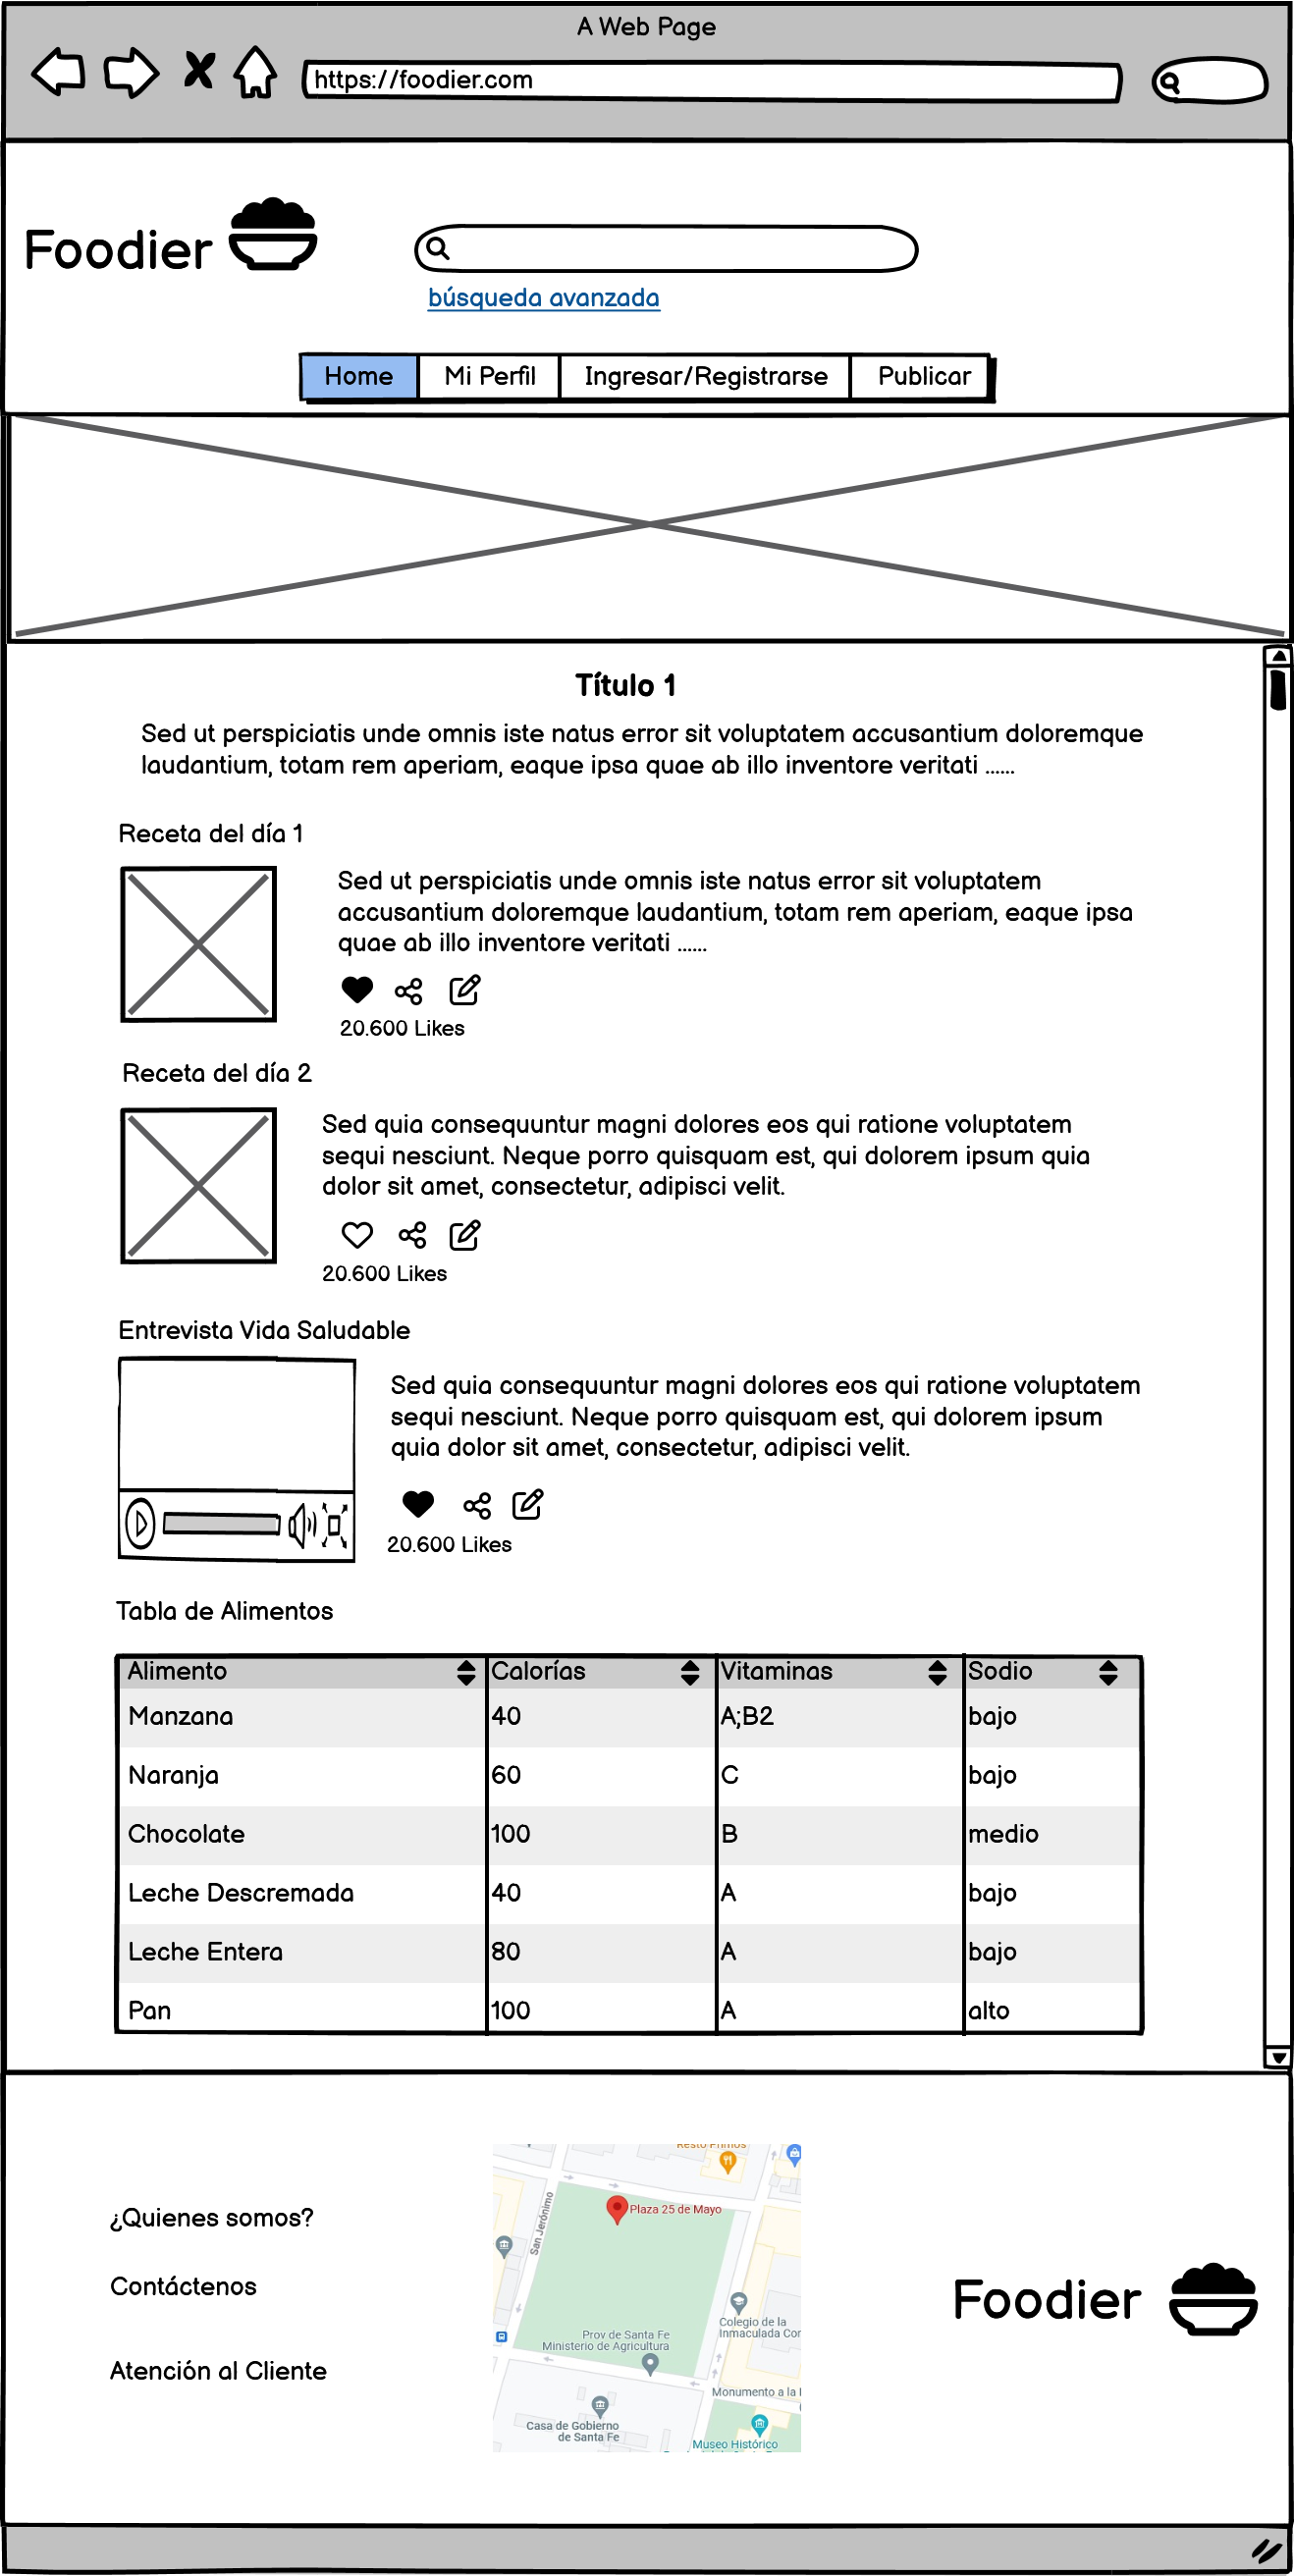 A Web Page
https://foodier.com
Foodier
búsqueda avanzada
Home Mi Perfil Ingresar/Registrarse Publicar
Título 1
Sed ut perspiciatis unde omnis iste natus error sit voluptatem accusantium doloremque
laudantium, totam rem aperiam, eaque ipsa quae ab illo inventore veritati ......
Receta del día 1
Sed ut perspiciatis unde omnis iste natus error sit voluptatem
accusantium doloremque laudantium, totam rem aperiam, eaque ipsa
quae ab illo inventore veritati ......
20.600 Likes
Receta del día 2
Sed quia consequuntur magni dolores eos qui ratione voluptatem
sequi nesciunt. Neque porro quisquam est, qui dolorem ipsum quia
dolor sit amet, consectetur, adipisci velit.
20.600 Likes
Entrevista Vida Saludable
Sed quia consequuntur magni dolores eos qui ratione voluptatem
sequi nesciunt. Neque porro quisquam est, qui dolorem ipsum
quia dolor sit amet, consectetur, adipisci velit.
20.600 Likes
Tabla de Alimentos
Alimento Calorías Vitaminas Sodio
Manzana 40 A;B2 bajo
Naranja 60 C bajo
Chocolate 100 B medio
Leche Descremada 40 A bajo
Leche Entera 80 A bajo
Pan 100 A alto
¿Quienes somos?
Contáctenos
Atención al Cliente
Resto Primos
Plaza 25 de Mayo
San Jerónimo
Colegio de la
Inmaculada
Prov de Santa Fe
Ministerio de Agricultura
Monumento a la
Casa de Gobierno
de Santa Fe
Museo Histórico
Foodier